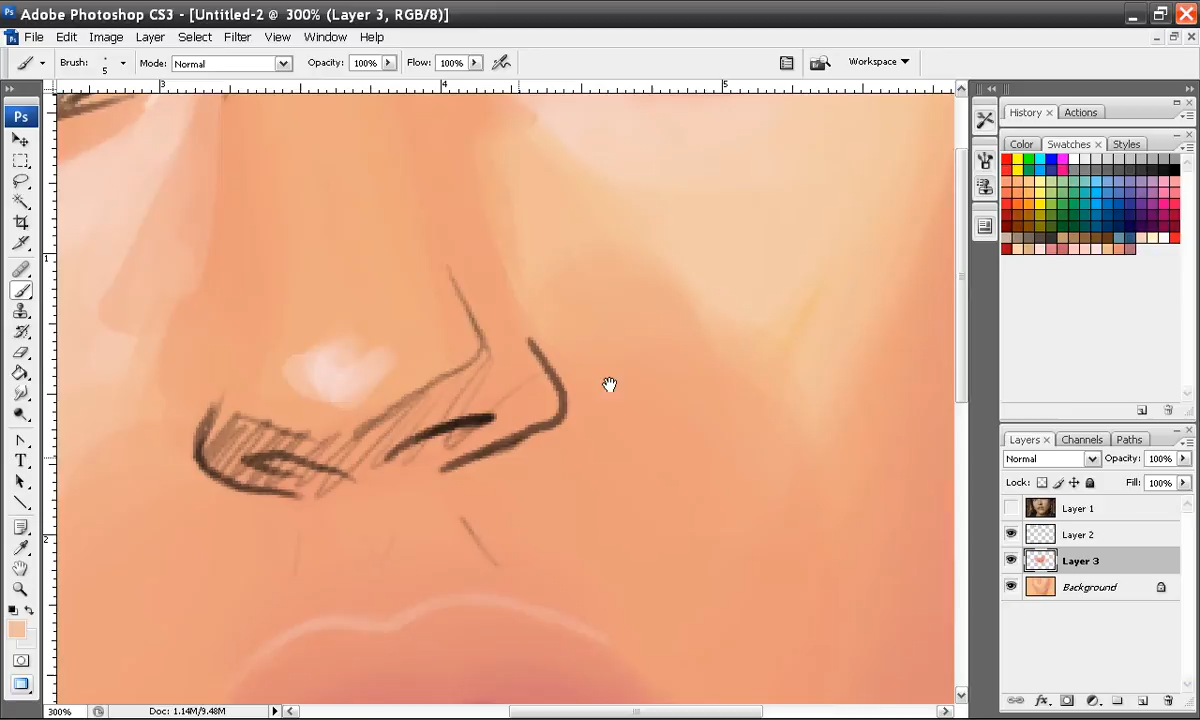 Adobe Photoshop CS3 - [Untitled-2 @ 300% (Layer 3, RGB/8)]
File Edit Image Layer Select Filter View Window Help
Brush: 5 Mode: Normal Opacity: 100% Flow: 100% Workspace
3 4 5
Ps
History Actions
Color Swatches Styles
1
2
Layers Channels Paths
Normal Opacity: 100%
Lock: Fill: 100%
Layer 1
Layer 2
Layer 3
Background
300% Doc: 1.14M/9.48M